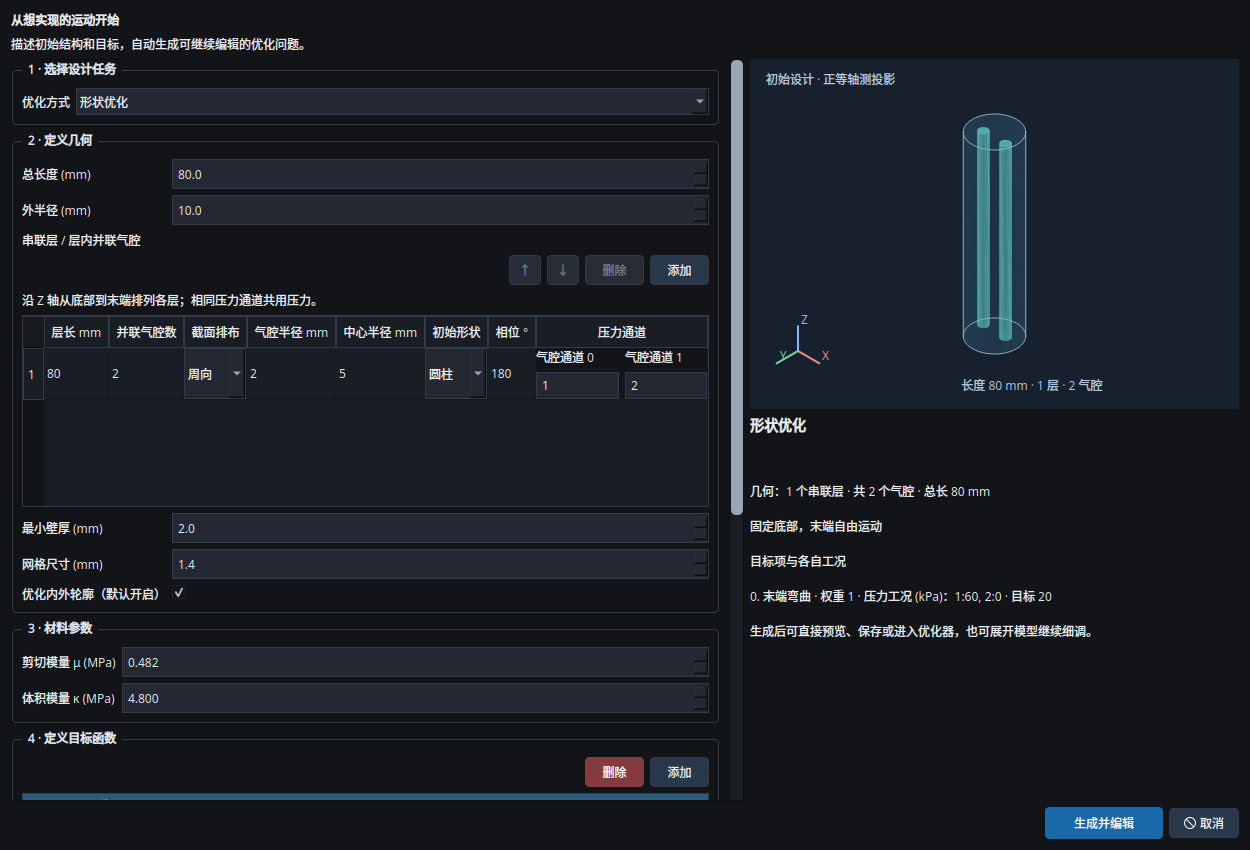 从想实现的运动开始
描述初始结构和目标，自动生成可继续编辑的优化问题。
1 · 选择设计任务
优化方式 形状优化
2 · 定义几何
总长度 (mm) 80.0
外半径 (mm) 10.0
串联层 / 层内并联气腔
↑ ↓ 删除 添加
沿 Z 轴从底部到末端排列各层；相同压力通道共用压力。
层长 mm 并联气腔数 截面排布 气腔半径 mm 中心半径 mm 初始形状 相位 ° 压力通道
气腔通道 0 气腔通道 1
1 80 2 周向 2 5 圆柱 180 1 2
最小壁厚 (mm) 2.0
网格尺寸 (mm) 1.4
优化内外轮廓（默认开启）
3 · 材料参数
剪切模量 μ (MPa) 0.482
体积模量 κ (MPa) 4.800
4 · 定义目标函数
删除 添加
初始设计 · 正等轴测投影
Z
Y X
长度 80 mm · 1 层 · 2 气腔
形状优化
几何：1 个串联层 · 共 2 个气腔 · 总长 80 mm
固定底部，末端自由运动
目标项与各自工况
0. 末端弯曲 · 权重 1 · 压力工况 (kPa)：1:60, 2:0 · 目标 20
生成后可直接预览、保存或进入优化器，也可展开模型继续细调。
生成并编辑 取消